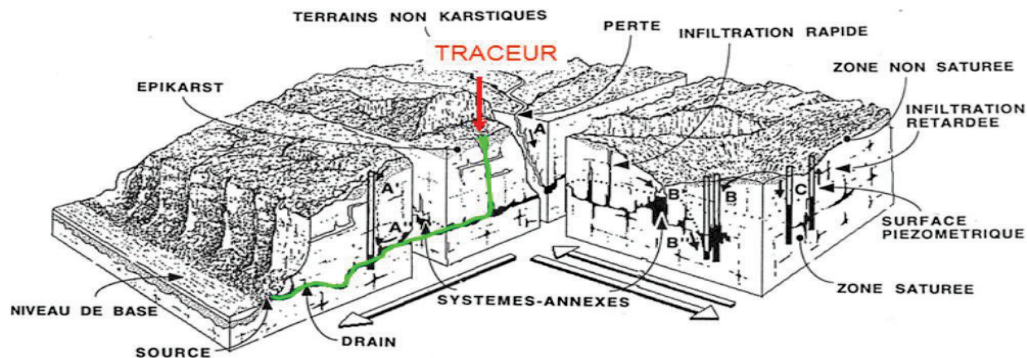 TERRAINS NON KARSTIQUES
PERTE
INFILTRATION RAPIDE
TRACEUR
ZONE NON SATUREE
EPIKARST
INFILTRATION
RETARDEE
A
A'
A"
B'
B
B"
C
SURFACE
PIEZOMETRIQUE
NIVEAU DE BASE
SYSTEMES-ANNEXES
ZONE SATUREE
SOURCE
DRAIN